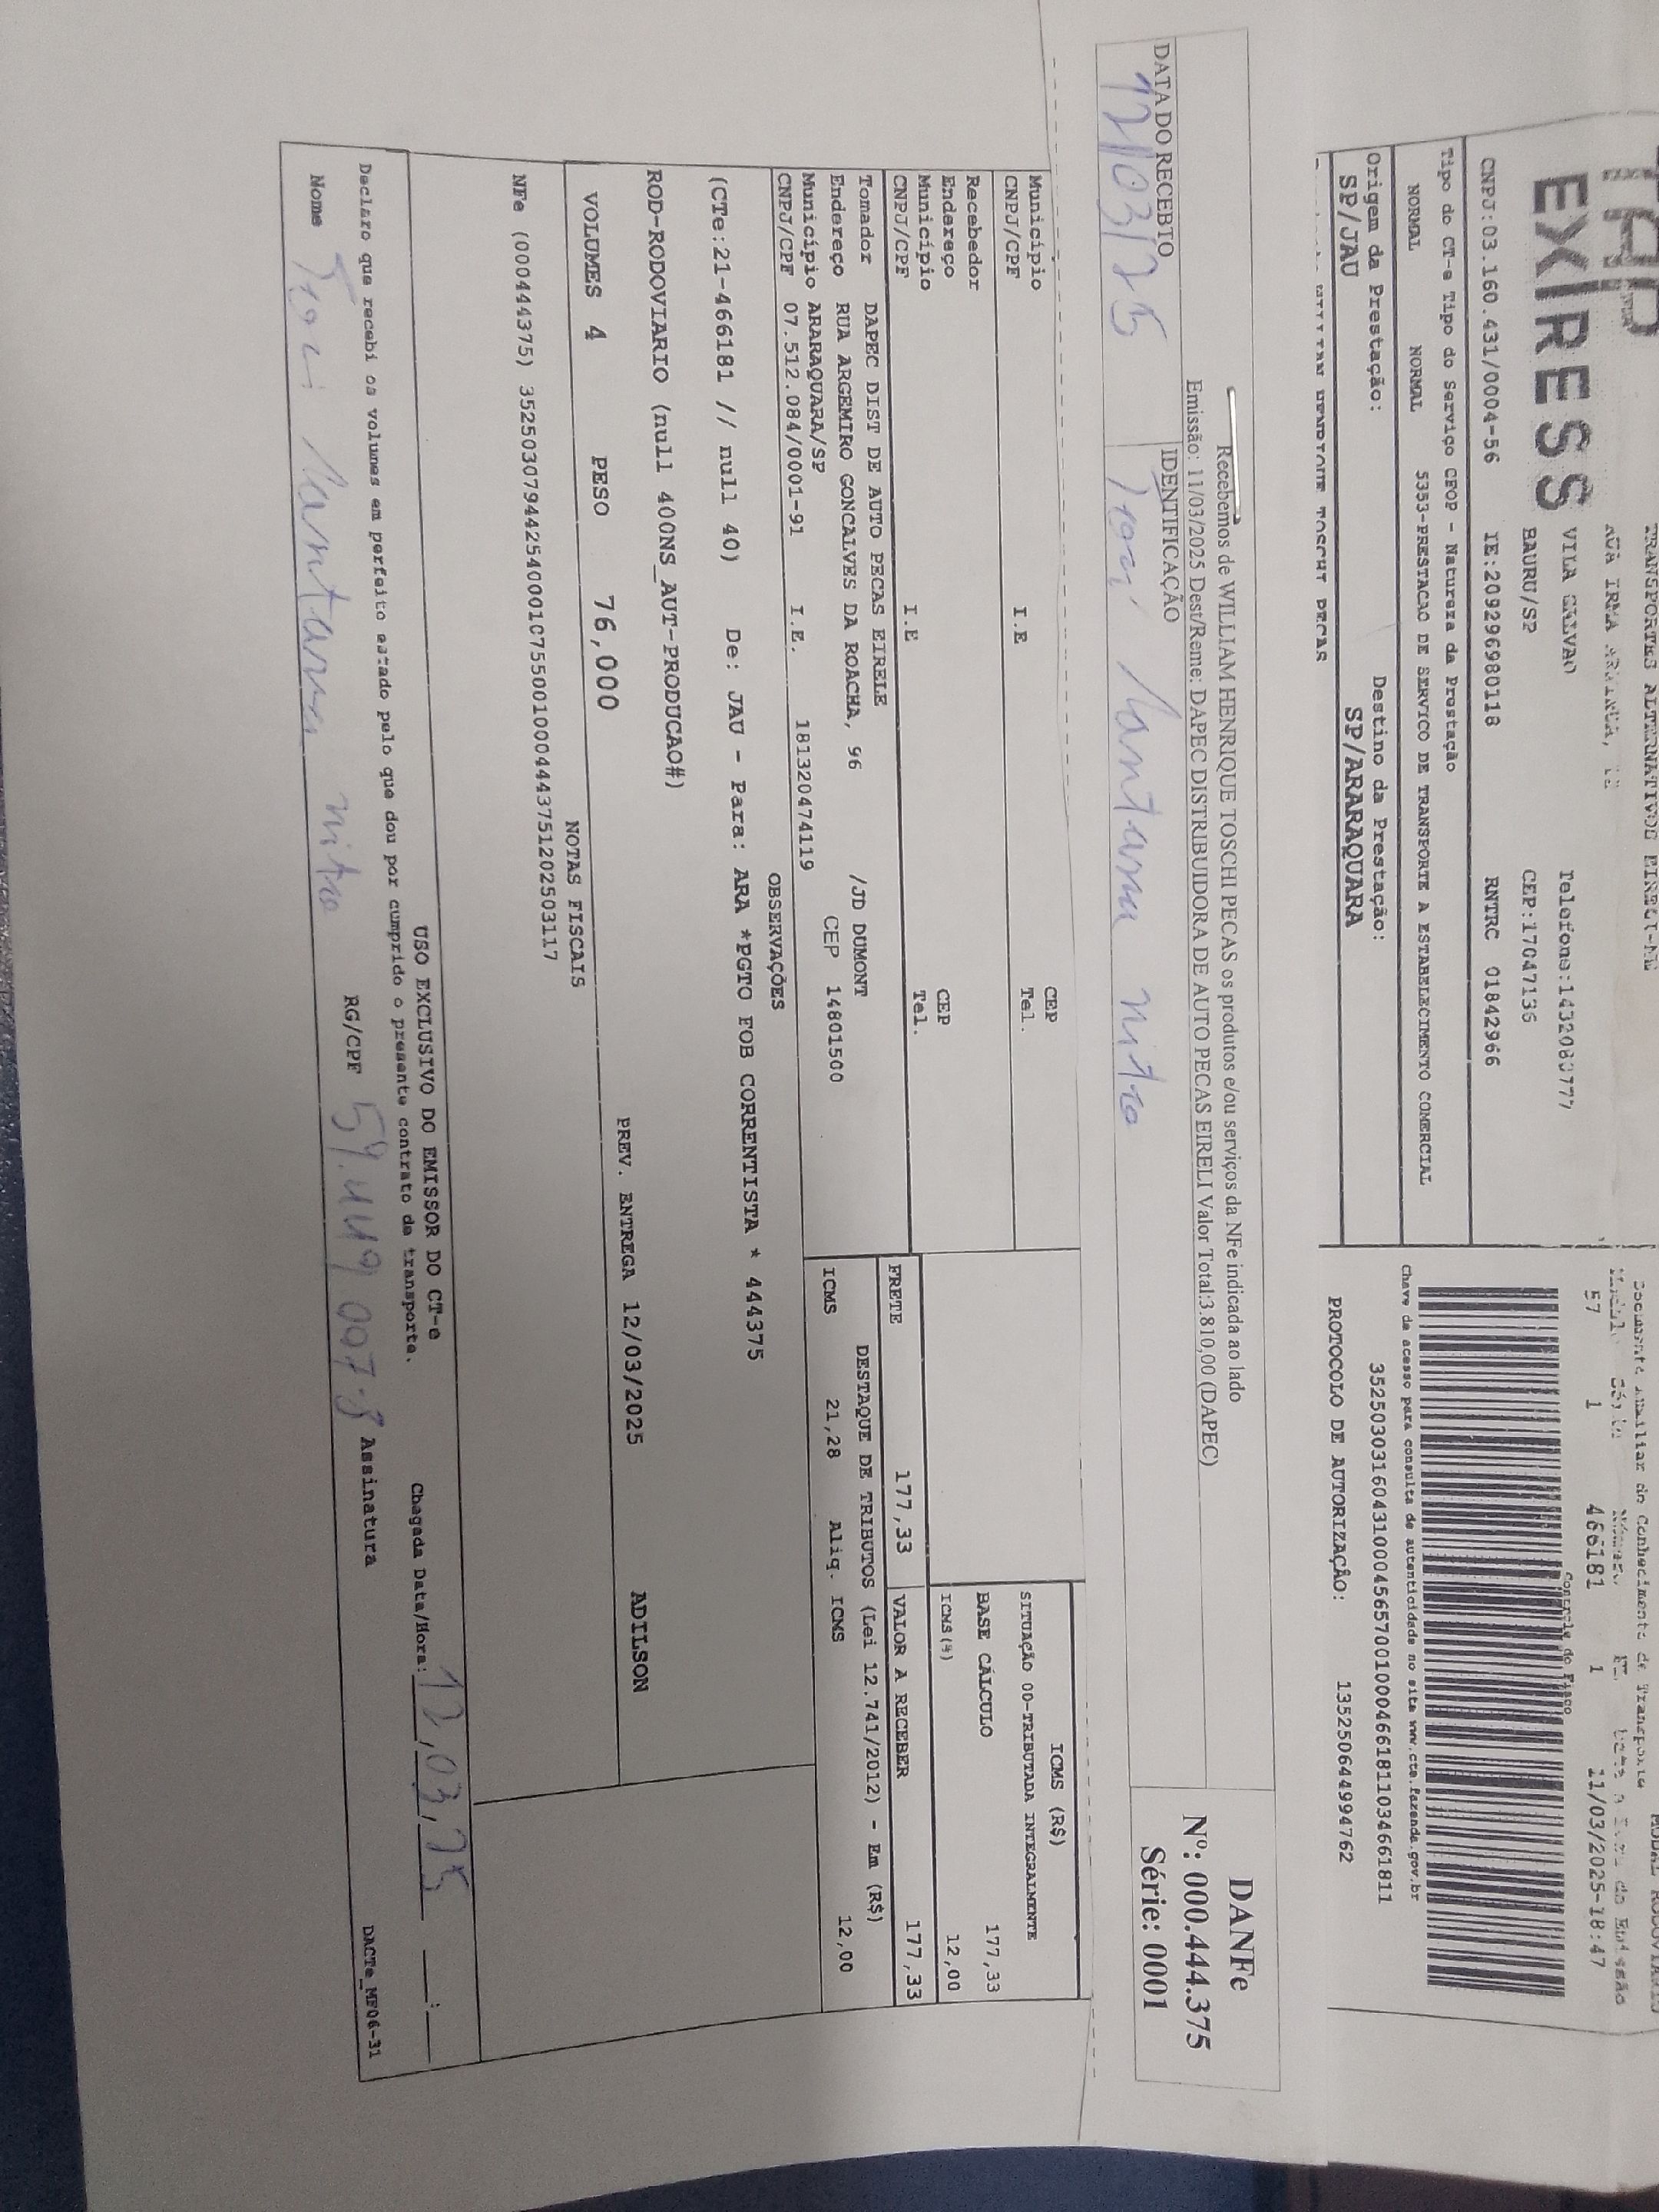 EXPRESS
TRANSPORTES ALTERNATIVOS EIRELI-ME
VILA GALVAO
BAURU/SP CEP:17047135
CNPJ:03.160.431/0004-56 IE:209296980118 RNTRC 01842966
57 1 466181 1 11/03/2025-18:47
Controle do Fisco
Tipo do CT-e Tipo do Serviço CFOP - Natureza da Prestação
NORMAL NORMAL 5353-PRESTACAO DE SERVICO DE TRANSPORTE A ESTABELECIMENTO COMERCIAL
Chave de acesso para consulta de autenticidade no site www.cte.fazenda.gov.br
35250303160431000456570010004661811034661811
Origem da Prestação: Destino da Prestação:
SP/JAU SP/ARARAQUARA
PROTOCOLO DE AUTORIZAÇÃO: 135250644994762
Recebemos de WILLIAM HENRIQUE TOSCHI PECAS os produtos e/ou serviços da NFe indicada ao lado
Emissão: 11/03/2025 Dest/Reme: DAPEC DISTRIBUIDORA DE AUTO PECAS EIRELI Valor Total:3.810,00 (DAPEC)
DATA DO RECEBTO IDENTIFICAÇÃO
12/03/25
DANFe
Nº: 000.444.375
Série: 0001
Município CEP
CNPJ/CPF I.E Tel.
Recebedor
Endereço CEP
Município Tel.
CNPJ/CPF I.E
ICMS (R$)
SITUAÇÃO 00-TRIBUTADA INTEGRALMENTE
BASE CÁLCULO 177,33
ICMS(%) 12,00
FRETE 177,33 VALOR A RECEBER 177,33
Tomador DAPEC DIST DE AUTO PECAS EIRELE
Endereço RUA ARGEMIRO GONCALVES DA ROACHA, 96 /JD DUMONT
Município ARARAQUARA/SP CEP 14801500
CNPJ/CPF 07.512.084/0001-91 I.E. 181320474119
DESTAQUE DE TRIBUTOS (Lei 12.741/2012) - Em (R$)
ICMS 21,28 Aliq. ICMS 12,00
OBSERVAÇÕES
(CTe:21-466181 // null 40) De: JAU - Para: ARA *PGTO FOB CORRENTISTA * 444375
ROD-RODOVIARIO (null 400NS_AUT-PRODUCAO#)
VOLUMES 4 PESO 76,000 PREV. ENTREGA 12/03/2025 ADILSON
NOTAS FISCAIS
NFe (000444375) 35250307944254000107550010004443751202503117
USO EXCLUSIVO DO EMISSOR DO CT-e
Declaro que recebi os volumes em perfeito estado pelo que dou por cumprido o presente contrato de transporte.
Chegada Data/Hora: 12,03,25 __:__
Nome RG/CPF Assinatura
DACTe_MF06-31